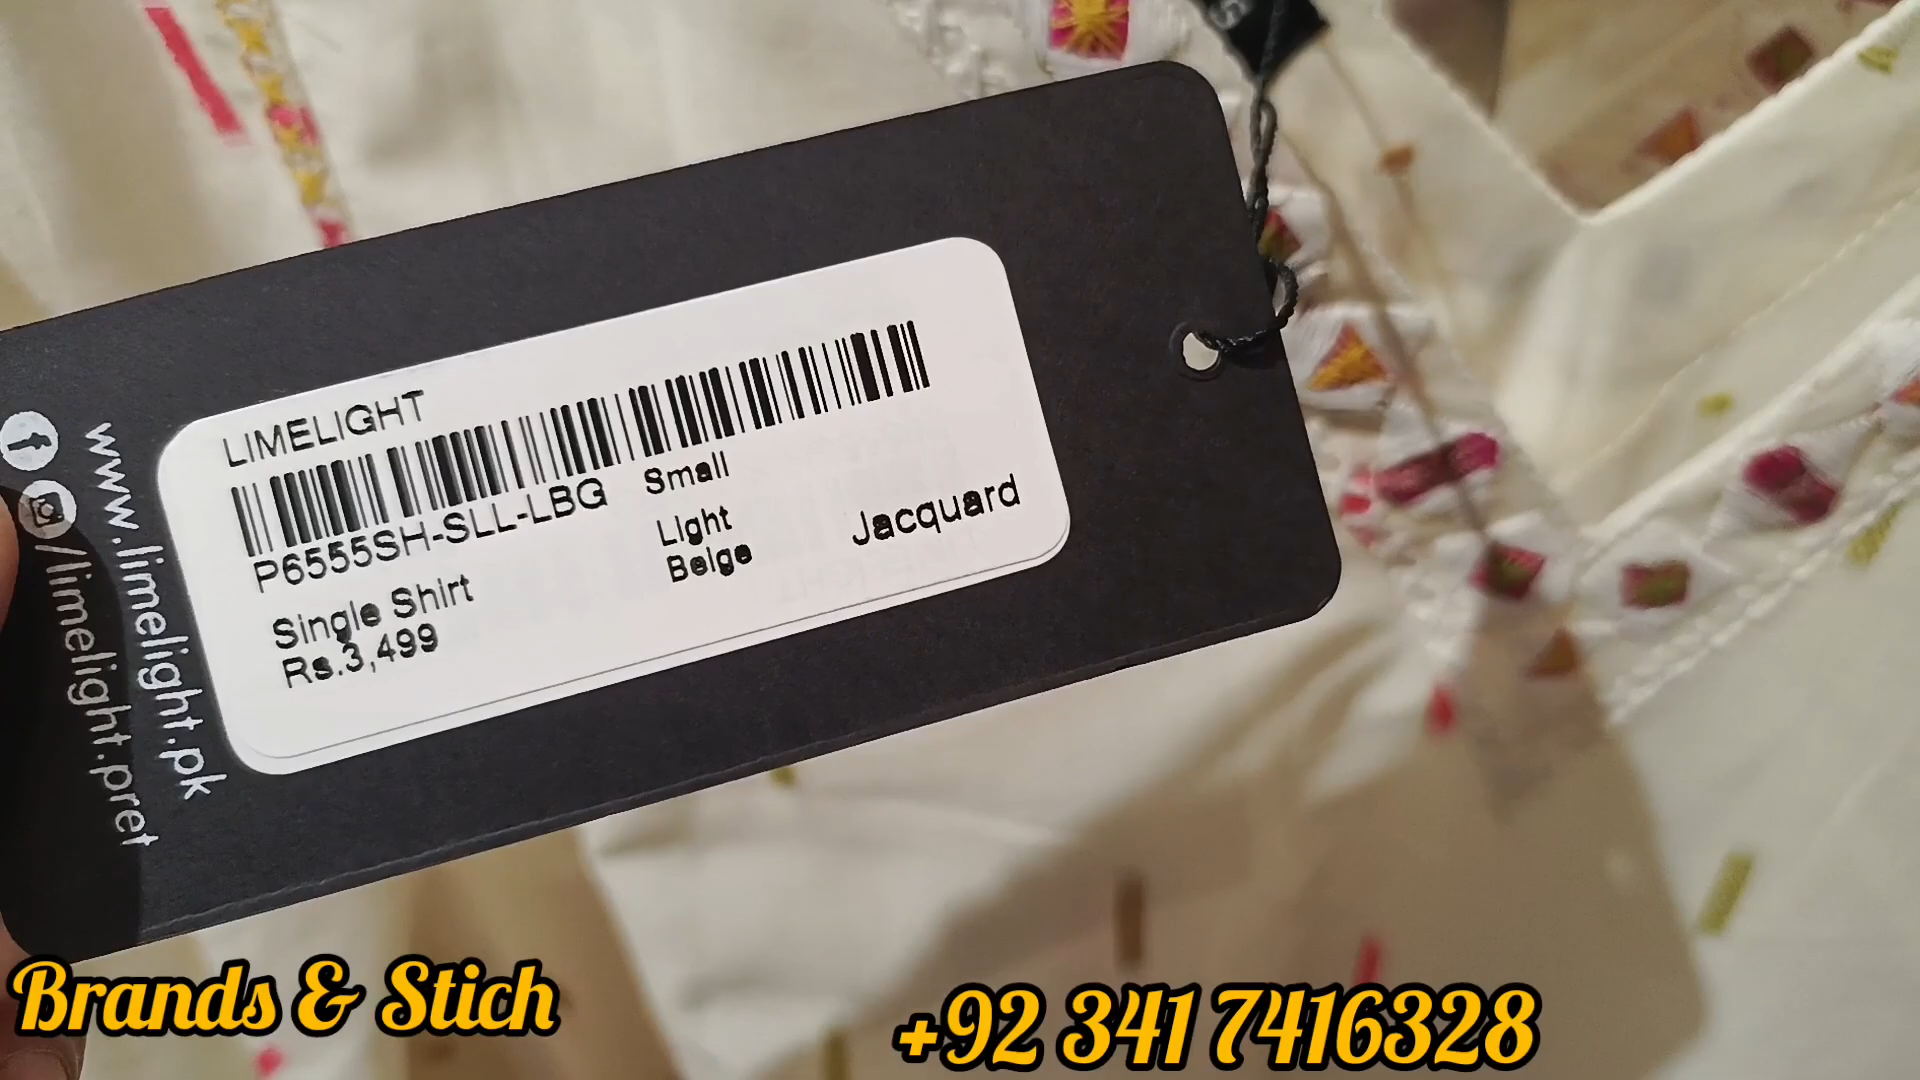 LIMELIGHT
P6555SH-SLL-LBG Small
Light Beige
Jacquard
Single Shirt
Rs.3,499
www.limelight.pk
/limelight.pret
Brands & Stich
+92 341 7416328